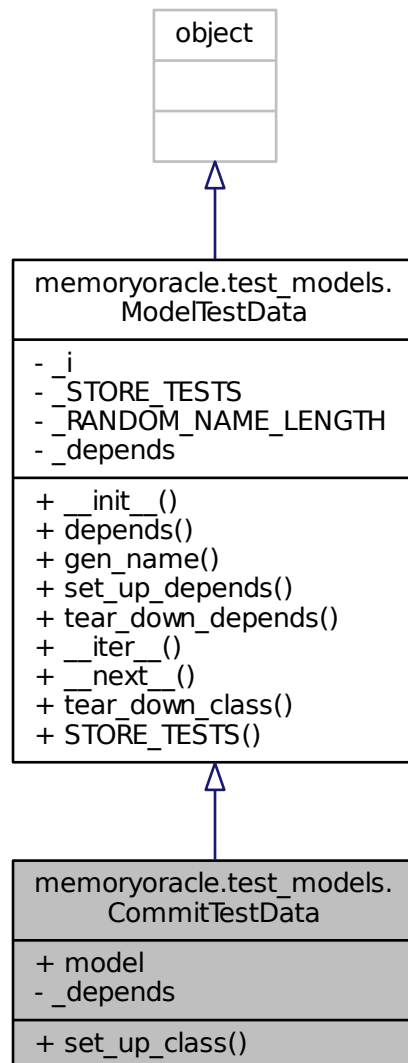 object
memoryoracle.test_models.
ModelTestData
- _i
- _STORE_TESTS
- _RANDOM_NAME_LENGTH
- _depends
+ __init__()
+ depends()
+ gen_name()
+ set_up_depends()
+ tear_down_depends()
+ __iter__()
+ __next__()
+ tear_down_class()
+ STORE_TESTS()
memoryoracle.test_models.
CommitTestData
+ model
- _depends
+ set_up_class()